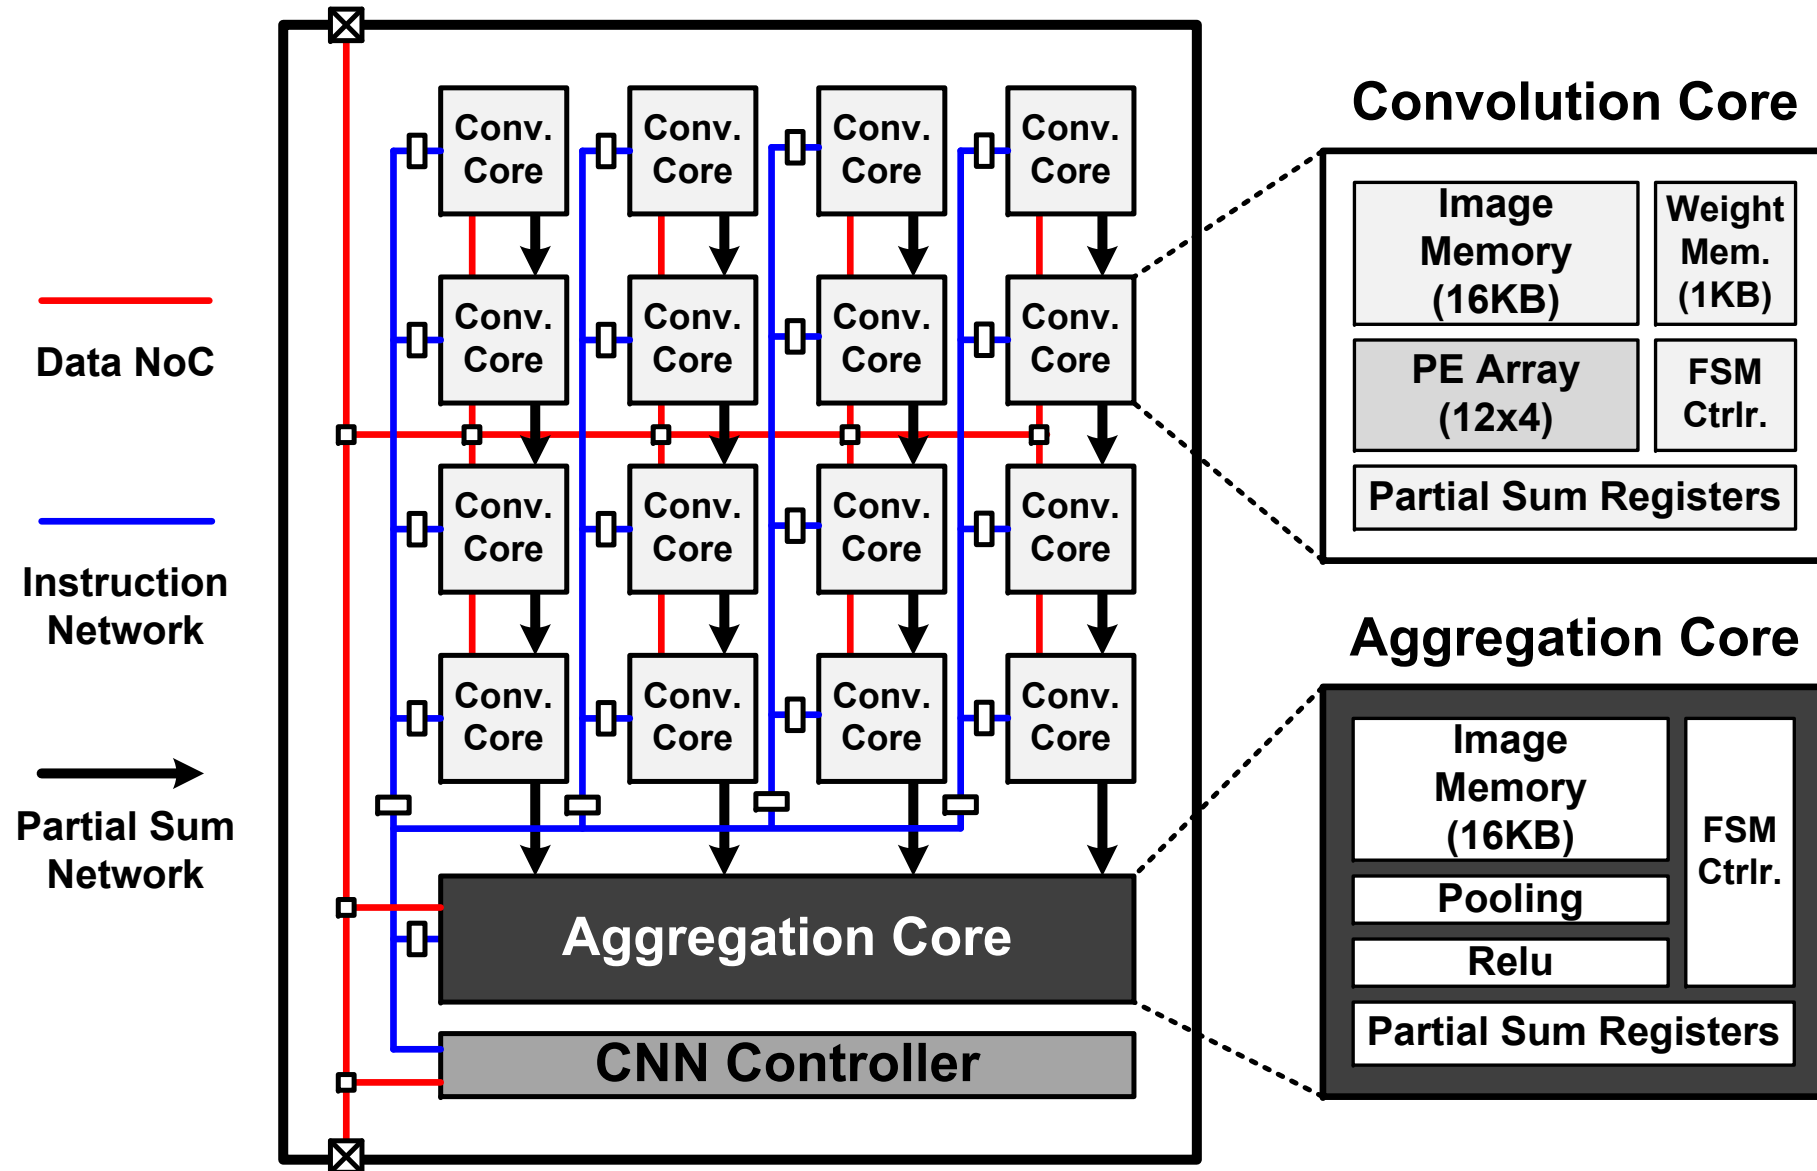 Data NoC
Instruction
Network
Partial Sum
Network
Conv.
Core
Conv.
Core
Conv.
Core
Conv.
Core
Conv.
Core
Conv.
Core
Conv.
Core
Conv.
Core
Conv.
Core
Conv.
Core
Conv.
Core
Conv.
Core
Conv.
Core
Conv.
Core
Conv.
Core
Conv.
Core
Aggregation Core
CNN Controller
Convolution Core
Image
Memory
(16KB)
Weight
Mem.
(1KB)
PE Array
(12x4)
FSM
Ctrlr.
Partial Sum Registers
Aggregation Core
Image
Memory
(16KB)
Pooling
Relu
FSM
Ctrlr.
Partial Sum Registers